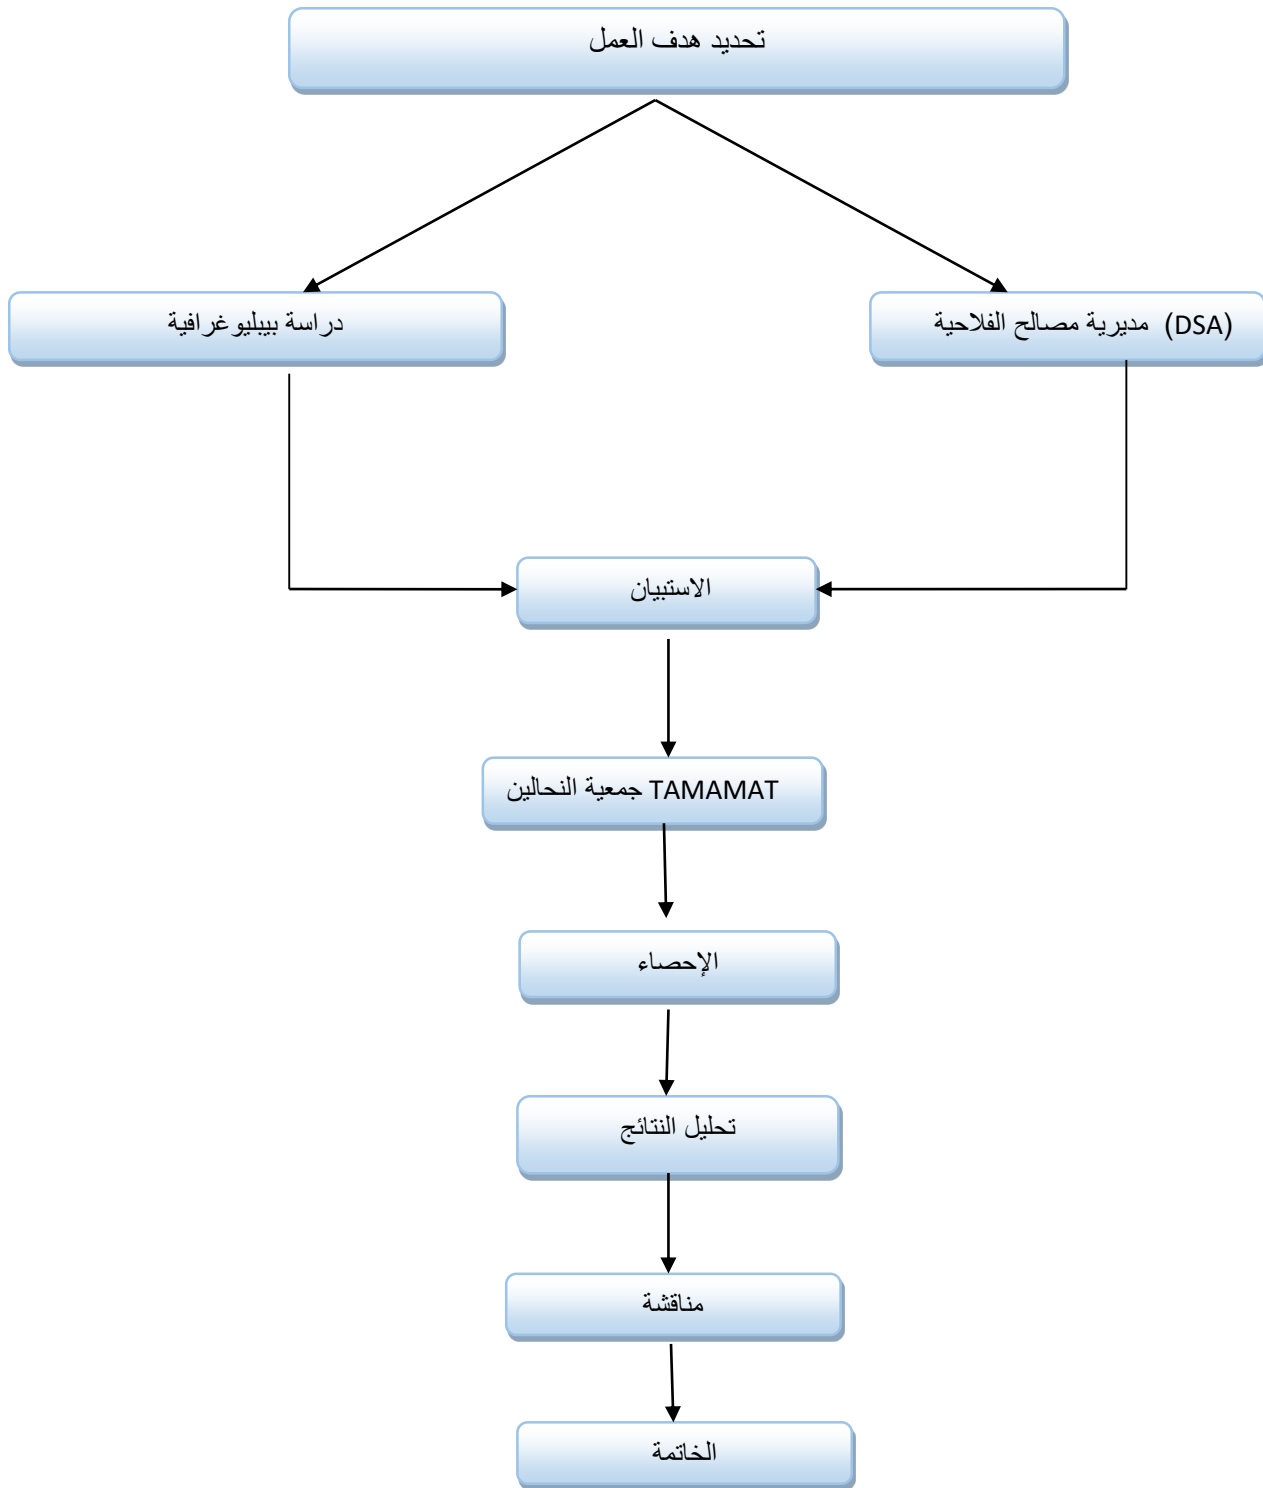 تحديد هدف العمل
مديرية مصالح الفلاحية (DSA)
دراسة بيبليوغرافية
الاستبيان
جمعية النحالين TAMAMAT
الإحصاء
تحليل النتائج
مناقشة
الخاتمة